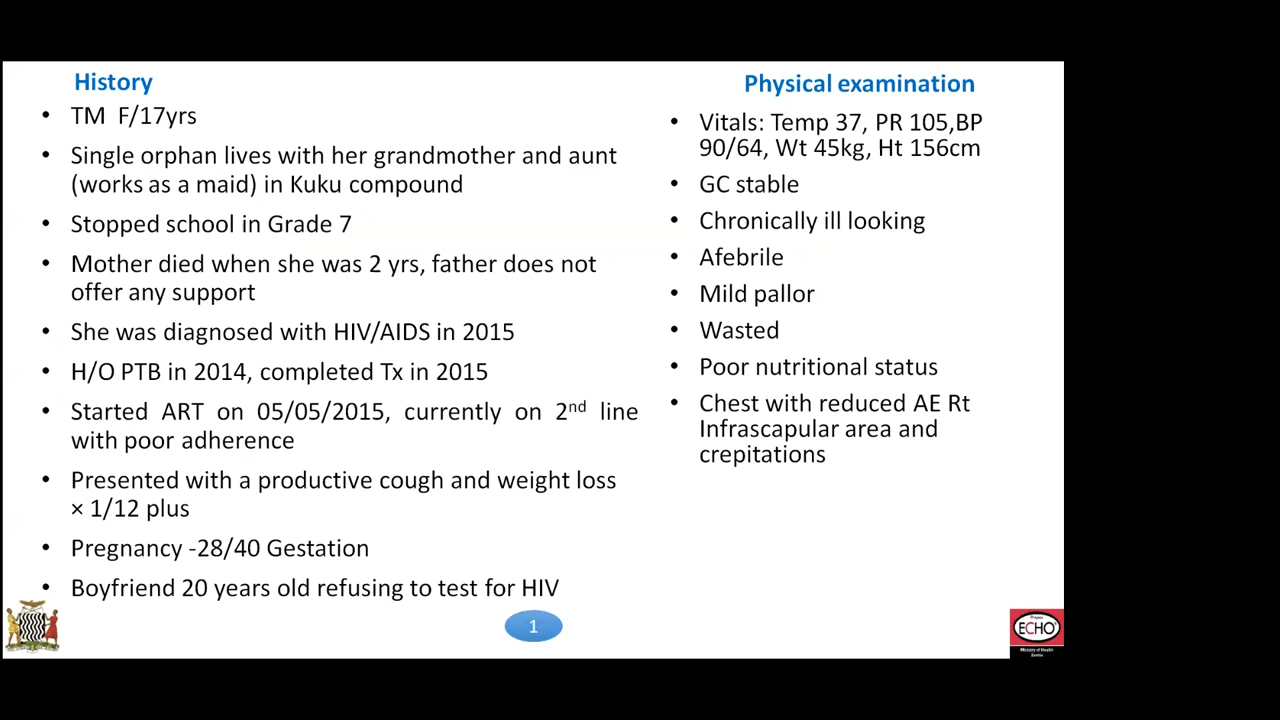 History
• TM F/17yrs
• Single orphan lives with her grandmother and aunt
(works as a maid) in Kuku compound
• Stopped school in Grade 7
• Mother died when she was 2 yrs, father does not
offer any support
• She was diagnosed with HIV/AIDS in 2015
• H/O PTB in 2014, completed Tx in 2015
• Started ART on 05/05/2015, currently on 2nd line
with poor adherence
• Presented with a productive cough and weight loss
× 1/12 plus
• Pregnancy -28/40 Gestation
• Boyfriend 20 years old refusing to test for HIV
Physical examination
• Vitals: Temp 37, PR 105,BP
90/64, Wt 45kg, Ht 156cm
• GC stable
• Chronically ill looking
• Afebrile
• Mild pallor
• Wasted
• Poor nutritional status
• Chest with reduced AE Rt
Infrascapular area and
crepitations
1
Project
ECHO
Ministry of Health
Zambia